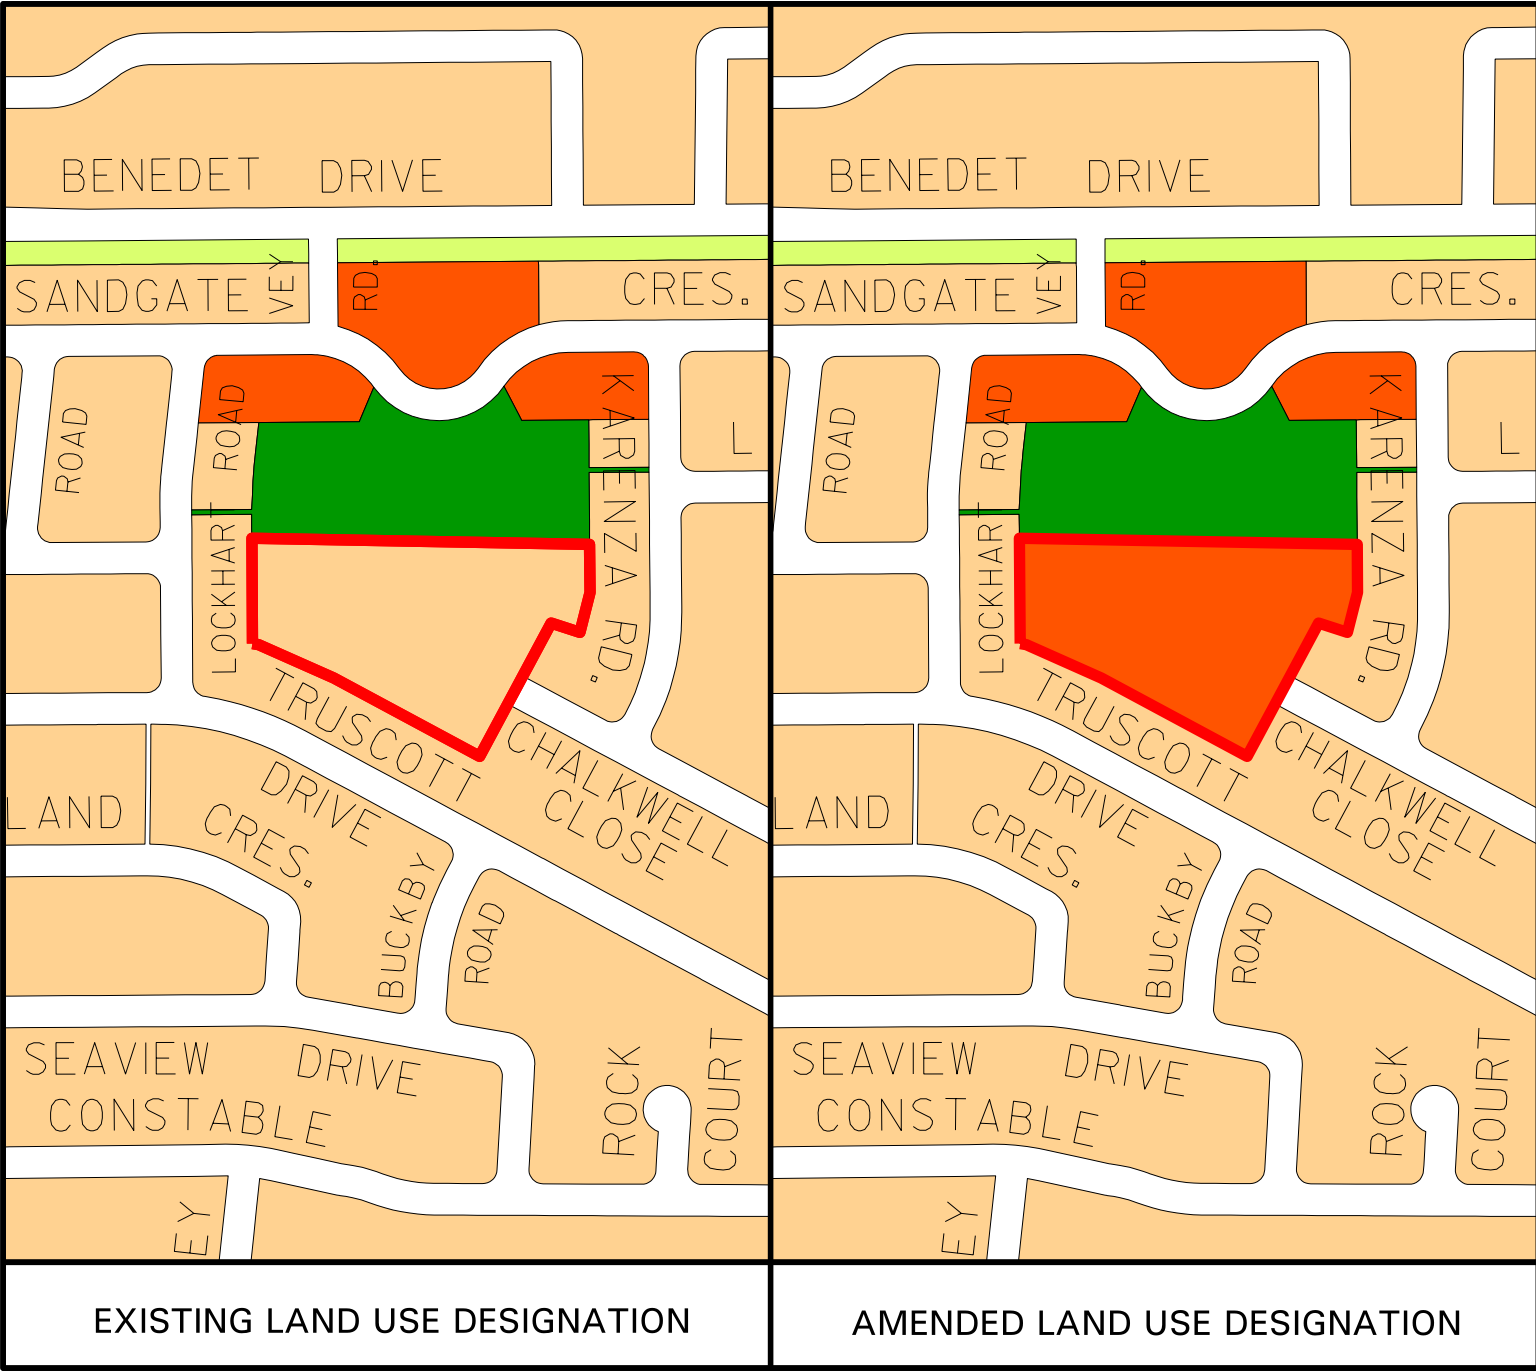 BENEDET DRIVE
SANDGATE VEY RD. CRES.
ROAD
ROAD
LOCKHART
KARENZA RD.
L
TRUSCOTT
DRIVE
CHALKWELL
CLOSE
LAND
CRES.
BUCKBY
ROAD
SEAVIEW DRIVE
CONSTABLE
ROCK
COURT
EY
EXISTING LAND USE DESIGNATION
BENEDET DRIVE
SANDGATE VEY RD. CRES.
ROAD
ROAD
LOCKHART
KARENZA RD.
L
TRUSCOTT
DRIVE
CHALKWELL
CLOSE
LAND
CRES.
BUCKBY
ROAD
SEAVIEW DRIVE
CONSTABLE
ROCK
COURT
EY
AMENDED LAND USE DESIGNATION